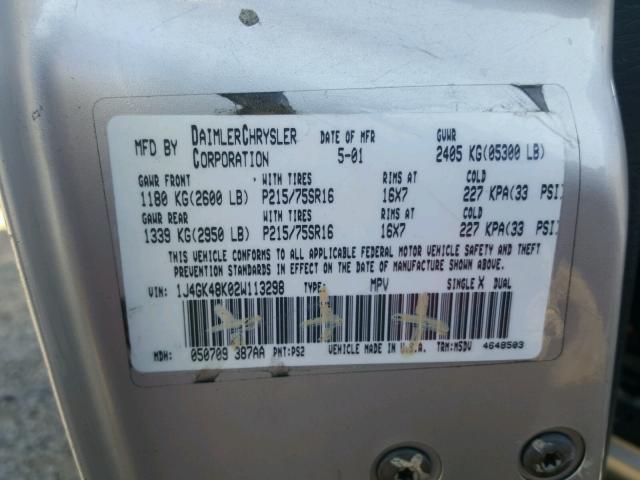 MFD BY DAIMLERCHRYSLER CORPORATION DATE OF MFR 5-01 GVWR 2405 KG(05300 LB)
GAWR FRONT WITH TIRES RIMS AT COLD
1180 KG(2600 LB) P215/75SR16 16X7 227 KPA(33 PSI)
GAWR REAR WITH TIRES RIMS AT COLD
1339 KG(2950 LB) P215/75SR16 16X7 227 KPA(33 PSI)
THIS VEHICLE CONFORMS TO ALL APPLICABLE FEDERAL MOTOR VEHICLE SAFETY AND THEFT
PREVENTION STANDARDS IN EFFECT ON THE DATE OF MANUFACTURE SHOWN ABOVE.
VIN: 1J4GK48K02W113298 TYPE: MPV SINGLE X DUAL
MDH: 050709 387AA PNT:PS2 VEHICLE MADE IN U.S.A. TRM:MSDV 4648503